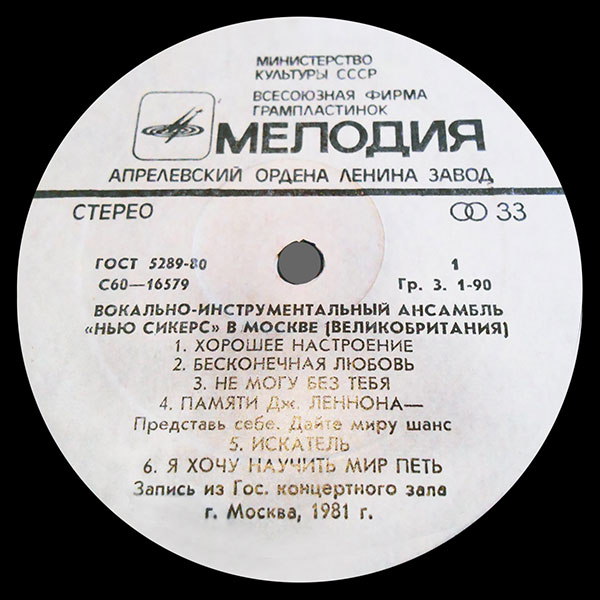 МИНИСТЕРСТВО
КУЛЬТУРЫ СССР
ВСЕСОЮЗНАЯ ФИРМА
ГРАМПЛАСТИНОК
МЕЛОДИЯ
АПРЕЛЕВСКИЙ ОРДЕНА ЛЕНИНА ЗАВОД
СТЕРЕО 33
ГОСТ 5289-80 1
С60—16579 Гр. 3. 1-90
ВОКАЛЬНО-ИНСТРУМЕНТАЛЬНЫЙ АНСАМБЛЬ
«НЬЮ СИКЕРС» В МОСКВЕ (ВЕЛИКОБРИТАНИЯ)
1. ХОРОШЕЕ НАСТРОЕНИЕ
2. БЕСКОНЕЧНАЯ ЛЮБОВЬ
3. НЕ МОГУ БЕЗ ТЕБЯ
4. ПАМЯТИ Дж. ЛЕННОНА—
Представь себе. Дайте миру шанс
5. ИСКАТЕЛЬ
6. Я ХОЧУ НАУЧИТЬ МИР ПЕТЬ
Запись из Гос. концертного зала
г. Москва, 1981 г.